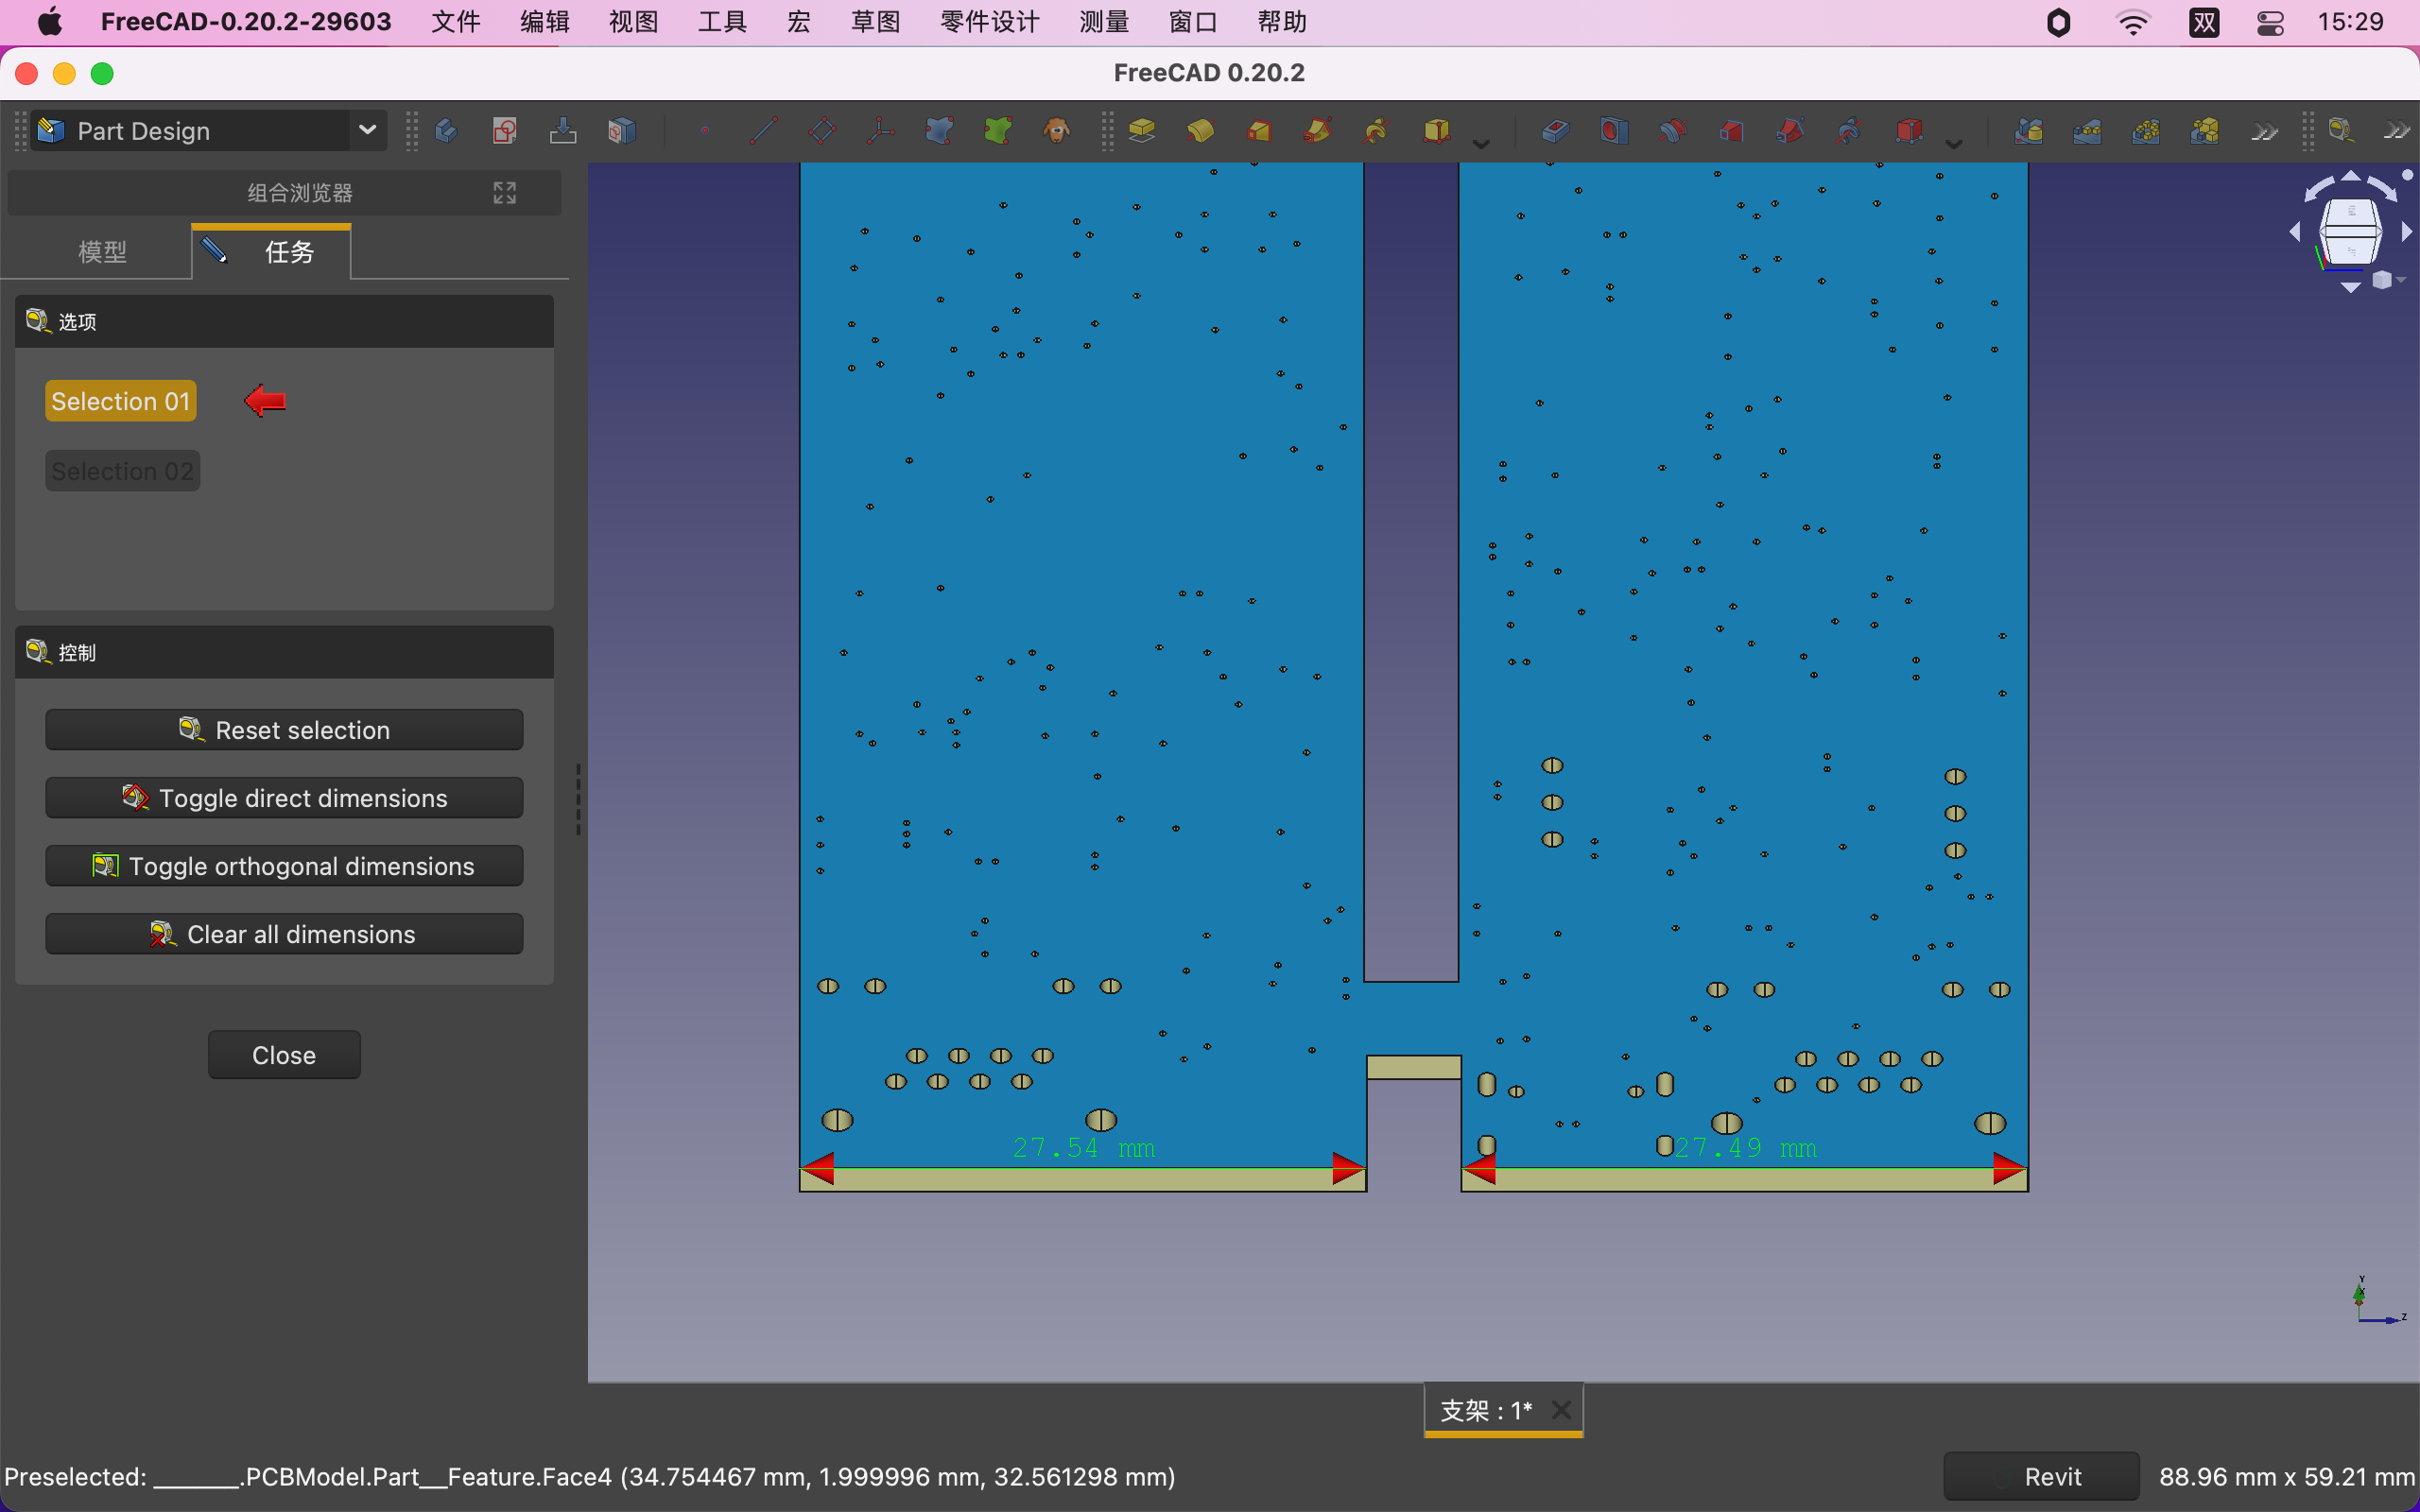 FreeCAD-0.20.2-29603 文件 编辑 视图 工具 宏 草图 零件设计 测量 窗口 帮助 双 15:29
FreeCAD 0.20.2
Part Design
组合浏览器
模型 任务
选项
Selection 01
Selection 02
控制
Reset selection
Toggle direct dimensions
Toggle orthogonal dimensions
Clear all dimensions
Close
27.54 mm 27.49 mm
Y
X
Z
支架 : 1*
Preselected: _______.PCBModel.Part__Feature.Face4 (34.754467 mm, 1.999996 mm, 32.561298 mm) Revit 88.96 mm x 59.21 mm